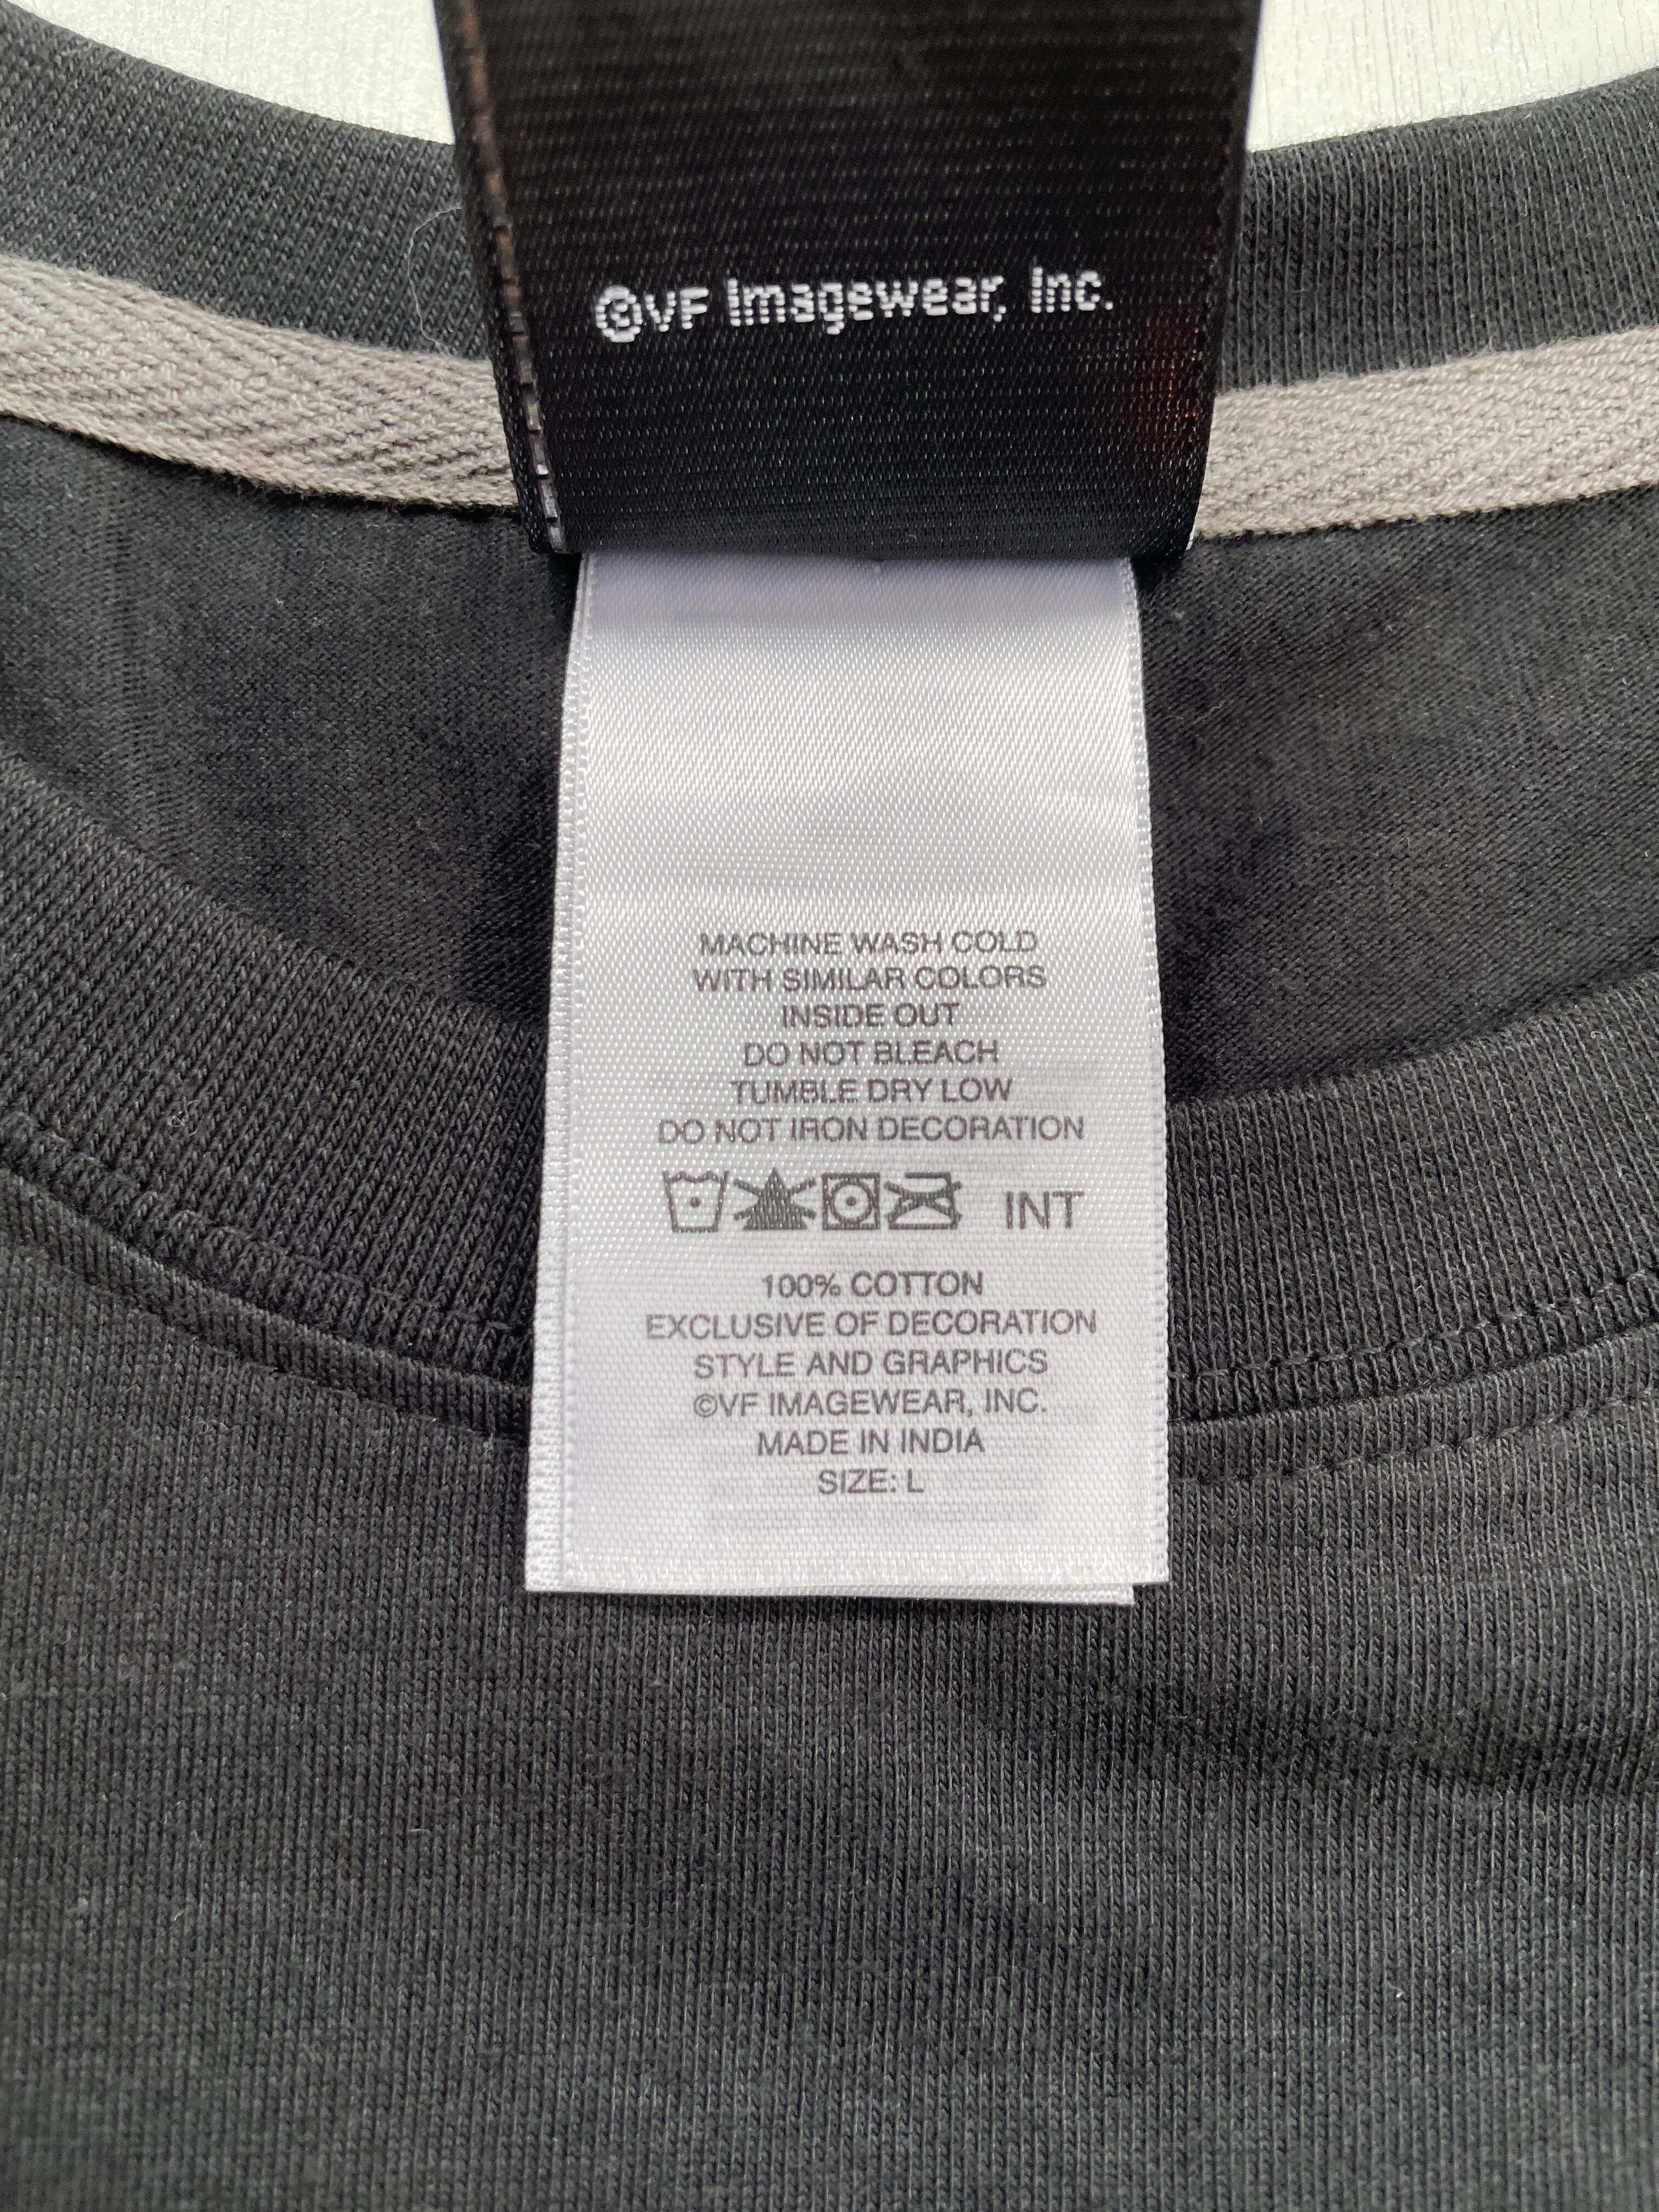 ©VF Imagewear, Inc.
MACHINE WASH COLD
WITH SIMILAR COLORS
INSIDE OUT
DO NOT BLEACH
TUMBLE DRY LOW
DO NOT IRON DECORATION
INT
100% COTTON
EXCLUSIVE OF DECORATION
STYLE AND GRAPHICS
©VF IMAGEWEAR, INC.
MADE IN INDIA
SIZE: L